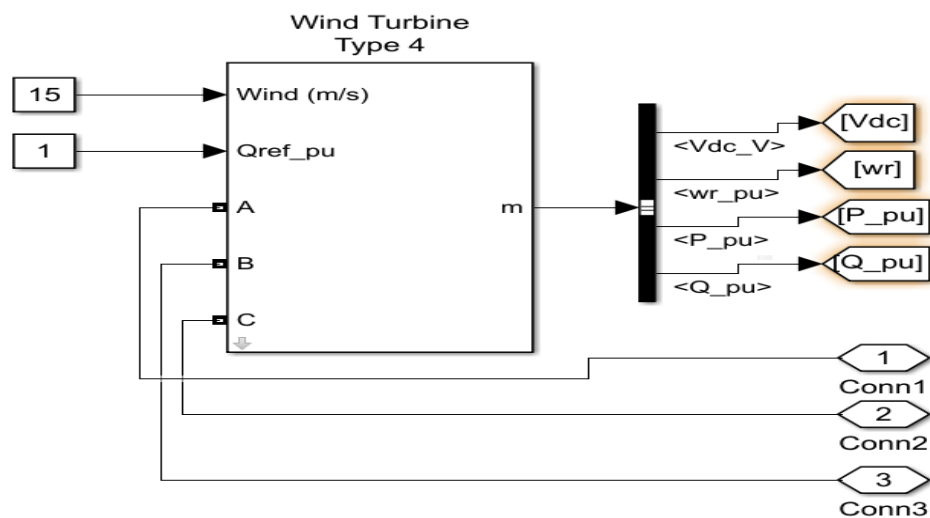 Wind Turbine
Type 4
15
Wind (m/s)
1
Qref_pu
A
B
C
m
<Vdc_V>
[Vdc]
<wr_pu>
[wr]
<P_pu>
[P_pu]
<Q_pu>
[Q_pu]
1
Conn1
2
Conn2
3
Conn3